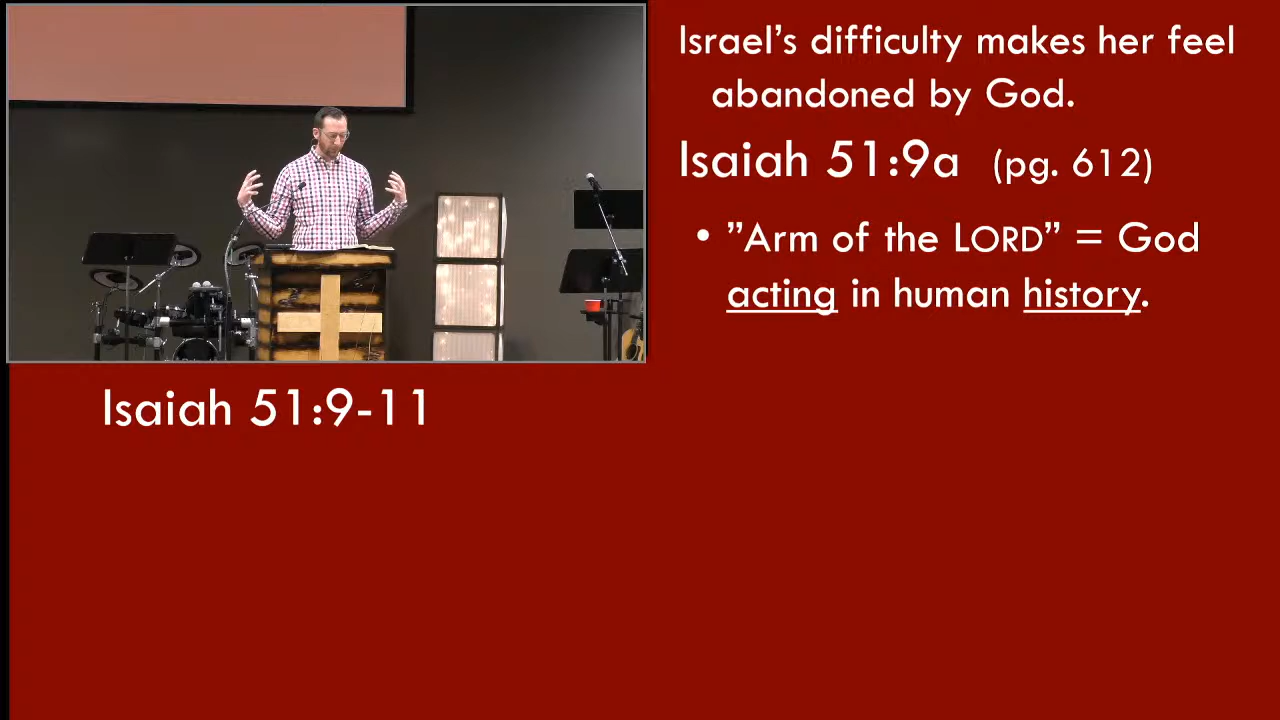 Israel’s difficulty makes her feel
abandoned by God.
Isaiah 51:9a (pg. 612)
• ”Arm of the LORD” = God
acting in human history.
Isaiah 51:9-11